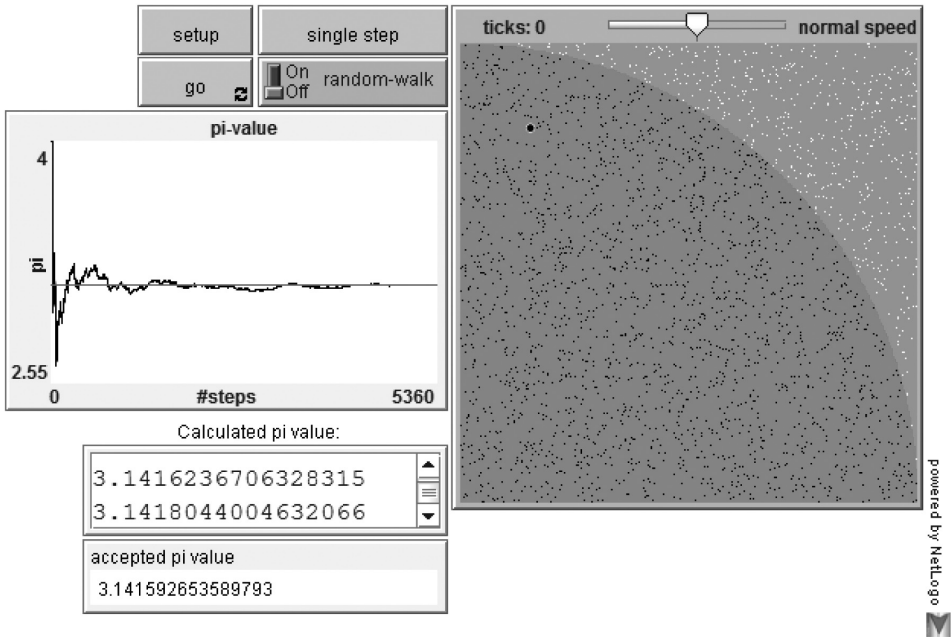 setup
single step
go
On
Off
random-walk
pi-value
4
pi
2.55
0
#steps
5360
Calculated pi value:
3.1416236706328315
3.1418044004632066
accepted pi value
3.141592653589793
ticks: 0
normal speed
powered by NetLogo